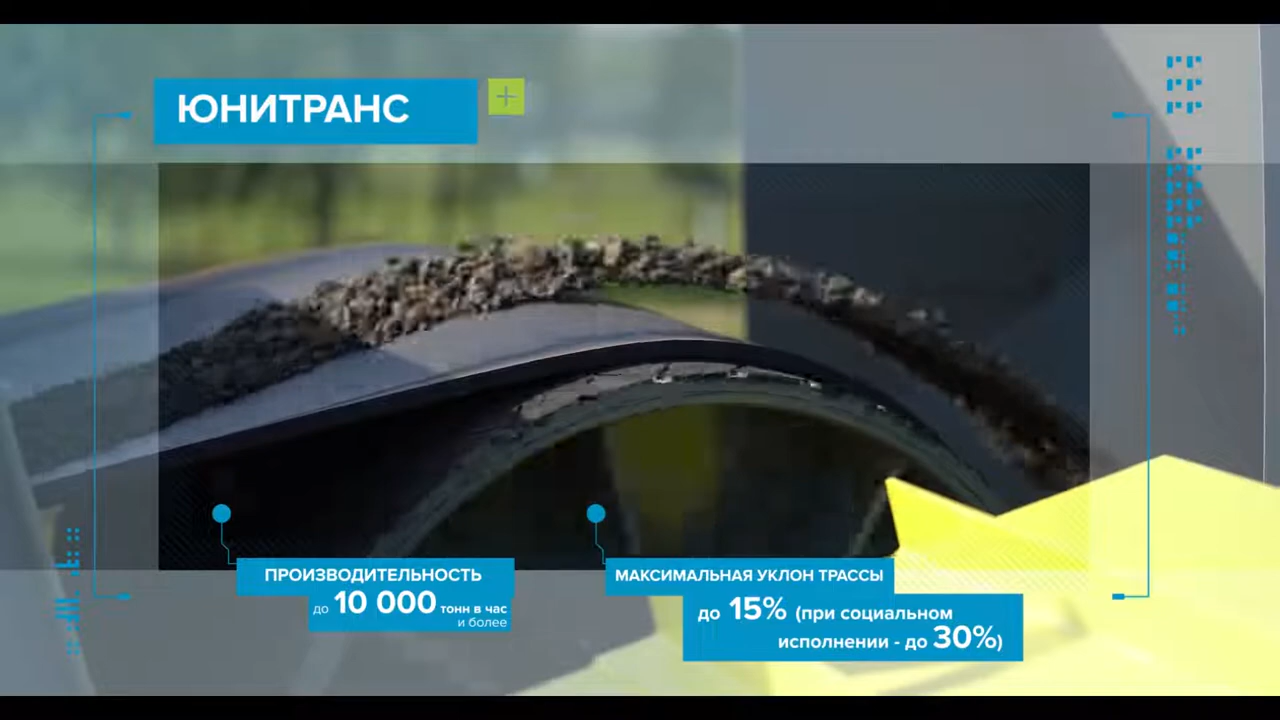 ЮНИТРАНС
ПРОИЗВОДИТЕЛЬНОСТЬ
до 10 000 тонн в час
и более
МАКСИМАЛЬНАЯ УКЛОН ТРАССЫ
до 15% (при социальном
исполнении - до 30%)